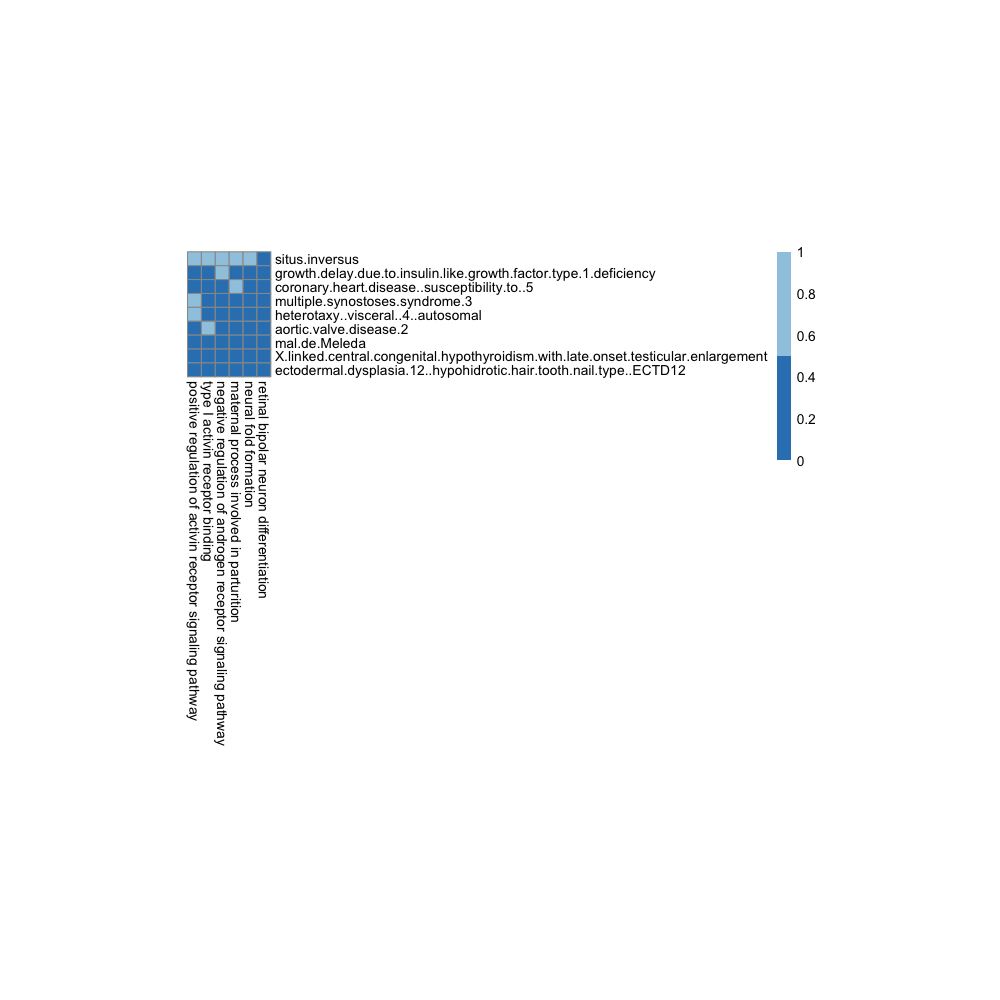 situs.inversus
growth.delay.due.to.insulin.like.growth.factor.type.1.deficiency
coronary.heart.disease..susceptibility.to..5
multiple.synostoses.syndrome.3
heterotaxy..visceral..4..autosomal
aortic.valve.disease.2
mal.de.Meleda
X.linked.central.congenital.hypothyroidism.with.late.onset.testicular.enlargement
ectodermal.dysplasia.12..hypohidrotic.hair.tooth.nail.type..ECTD12
positive regulation of activin receptor signaling pathway
type I activin receptor binding
negative regulation of androgen receptor signaling pathway
maternal process involved in parturition
neural fold formation
retinal bipolar neuron differentiation
1
0.8
0.6
0.4
0.2
0